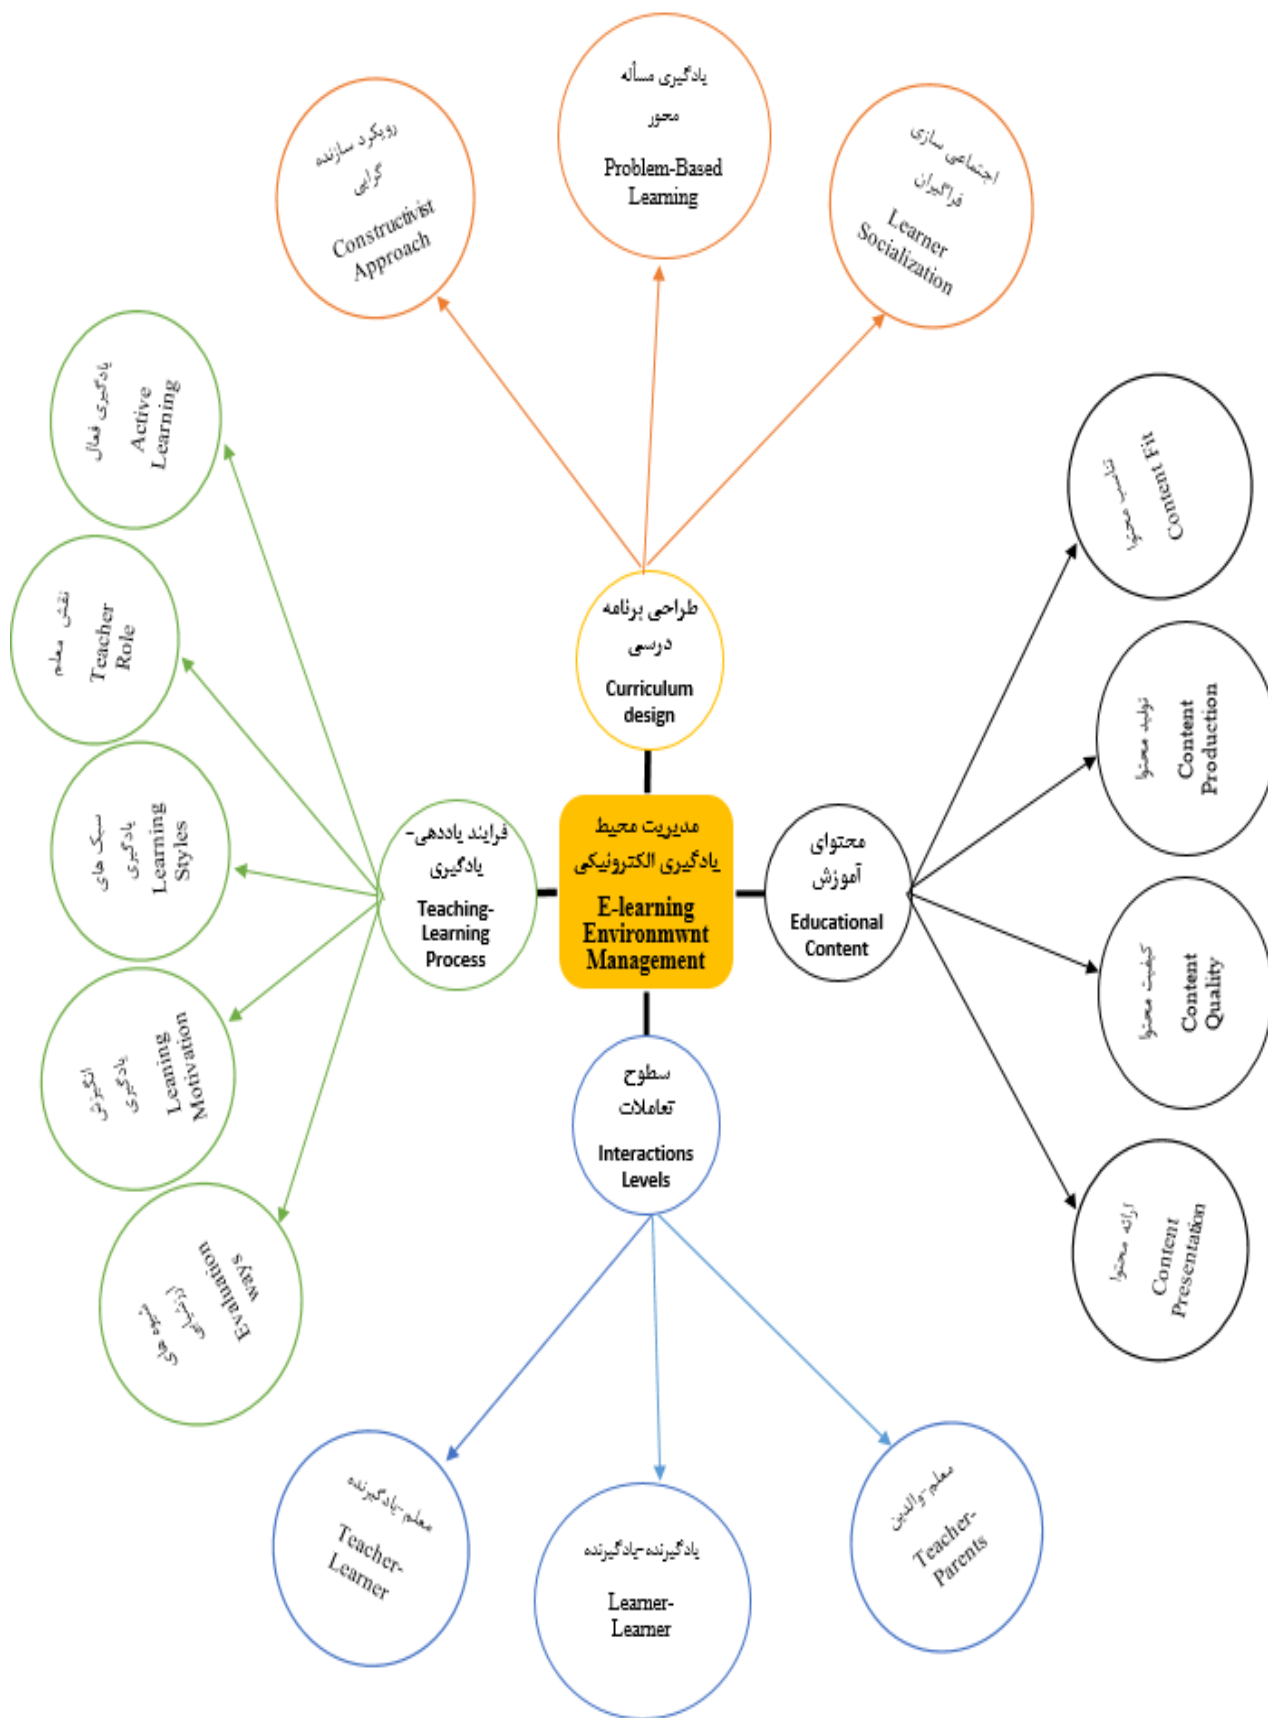 یادگیری مسأله
محور
Problem-Based
Learning
رویکرد سازنده
گرایی
Constructivist
Approach
اجتماعی سازی
فراگیران
Learner
Socialization
یادگیری فعال
Active
Learning
نقش معلم
Teacher
Role
سبک های
یادگیری
Learning
Styles
انگیزش
یادگیری
Leaning
Motivation
شیوه های
ارزشیابی
Evaluation
ways
طراحی برنامه
درسی
Curriculum
design
فرایند یاددهی-
یادگیری
Teaching-
Learning
Process
مدیریت محیط
یادگیری الکترونیکی
E-learning
Environmwnt
Management
محتوای
آموزش
Educational
Content
سطوح
تعاملات
Interactions
Levels
تناسب محتوا
Content Fit
تولید محتوا
Content
Production
کیفیت محتوا
Content
Quality
ارائه محتوا
Content
Presentation
معلم-یادگیرنده
Teacher-
Learner
یادگیرنده-یادگیرنده
Learner-
Learner
معلم-والدین
Teacher-
Parents